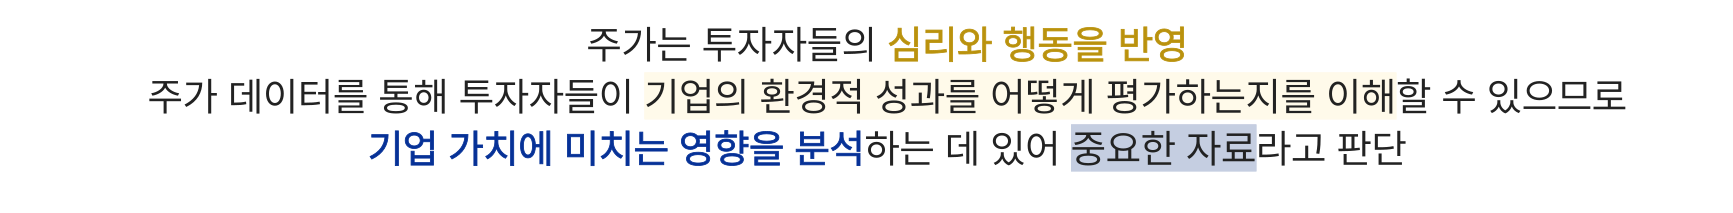 주가는 투자자들의 심리와 행동을 반영
주가 데이터를 통해 투자자들이 기업의 환경적 성과를 어떻게 평가하는지를 이해할 수 있으므로
기업 가치에 미치는 영향을 분석하는 데 있어 중요한 자료라고 판단